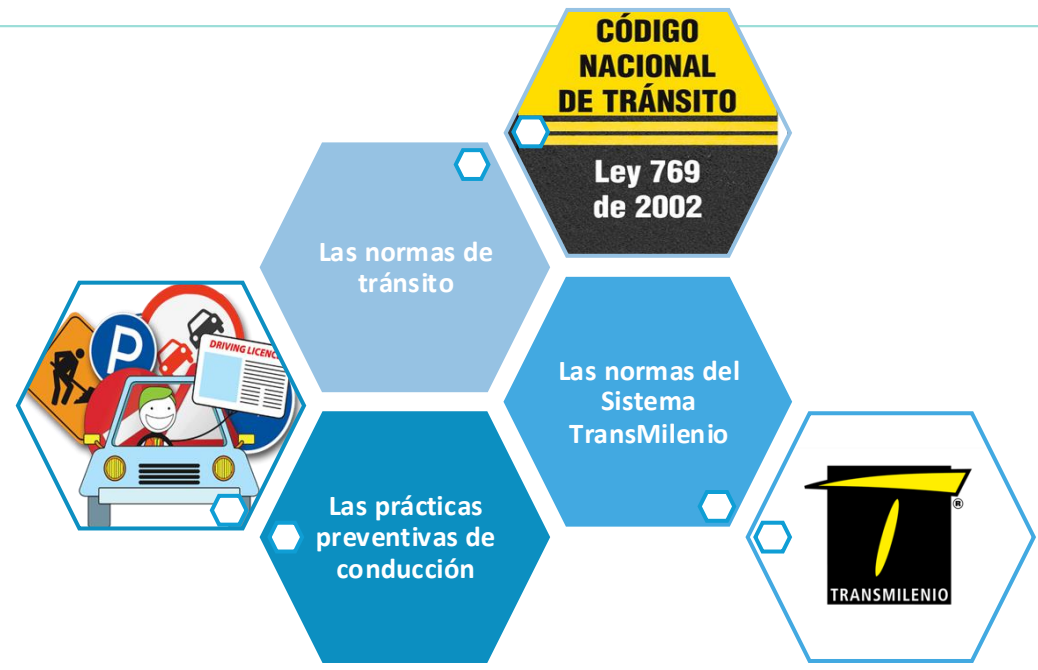 CÓDIGO
NACIONAL
DE TRÁNSITO
Ley 769
de 2002
Las normas de
tránsito
P
DRIVING LICENC
Las normas del
Sistema
TransMilenio
Las prácticas
preventivas de
conducción
®
TRANSMILENIO